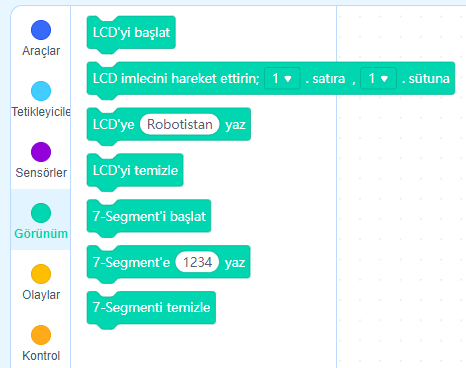 Araçlar
Tetikleyicile
Sensörler
Görünüm
Olaylar
Kontrol
LCD'yi başlat
LCD imlecini hareket ettirin; 1 . satıra , 1 . sütuna
LCD'ye Robotistan yaz
LCD'yi temizle
7-Segment'i başlat
7-Segment'e 1234 yaz
7-Segmenti temizle